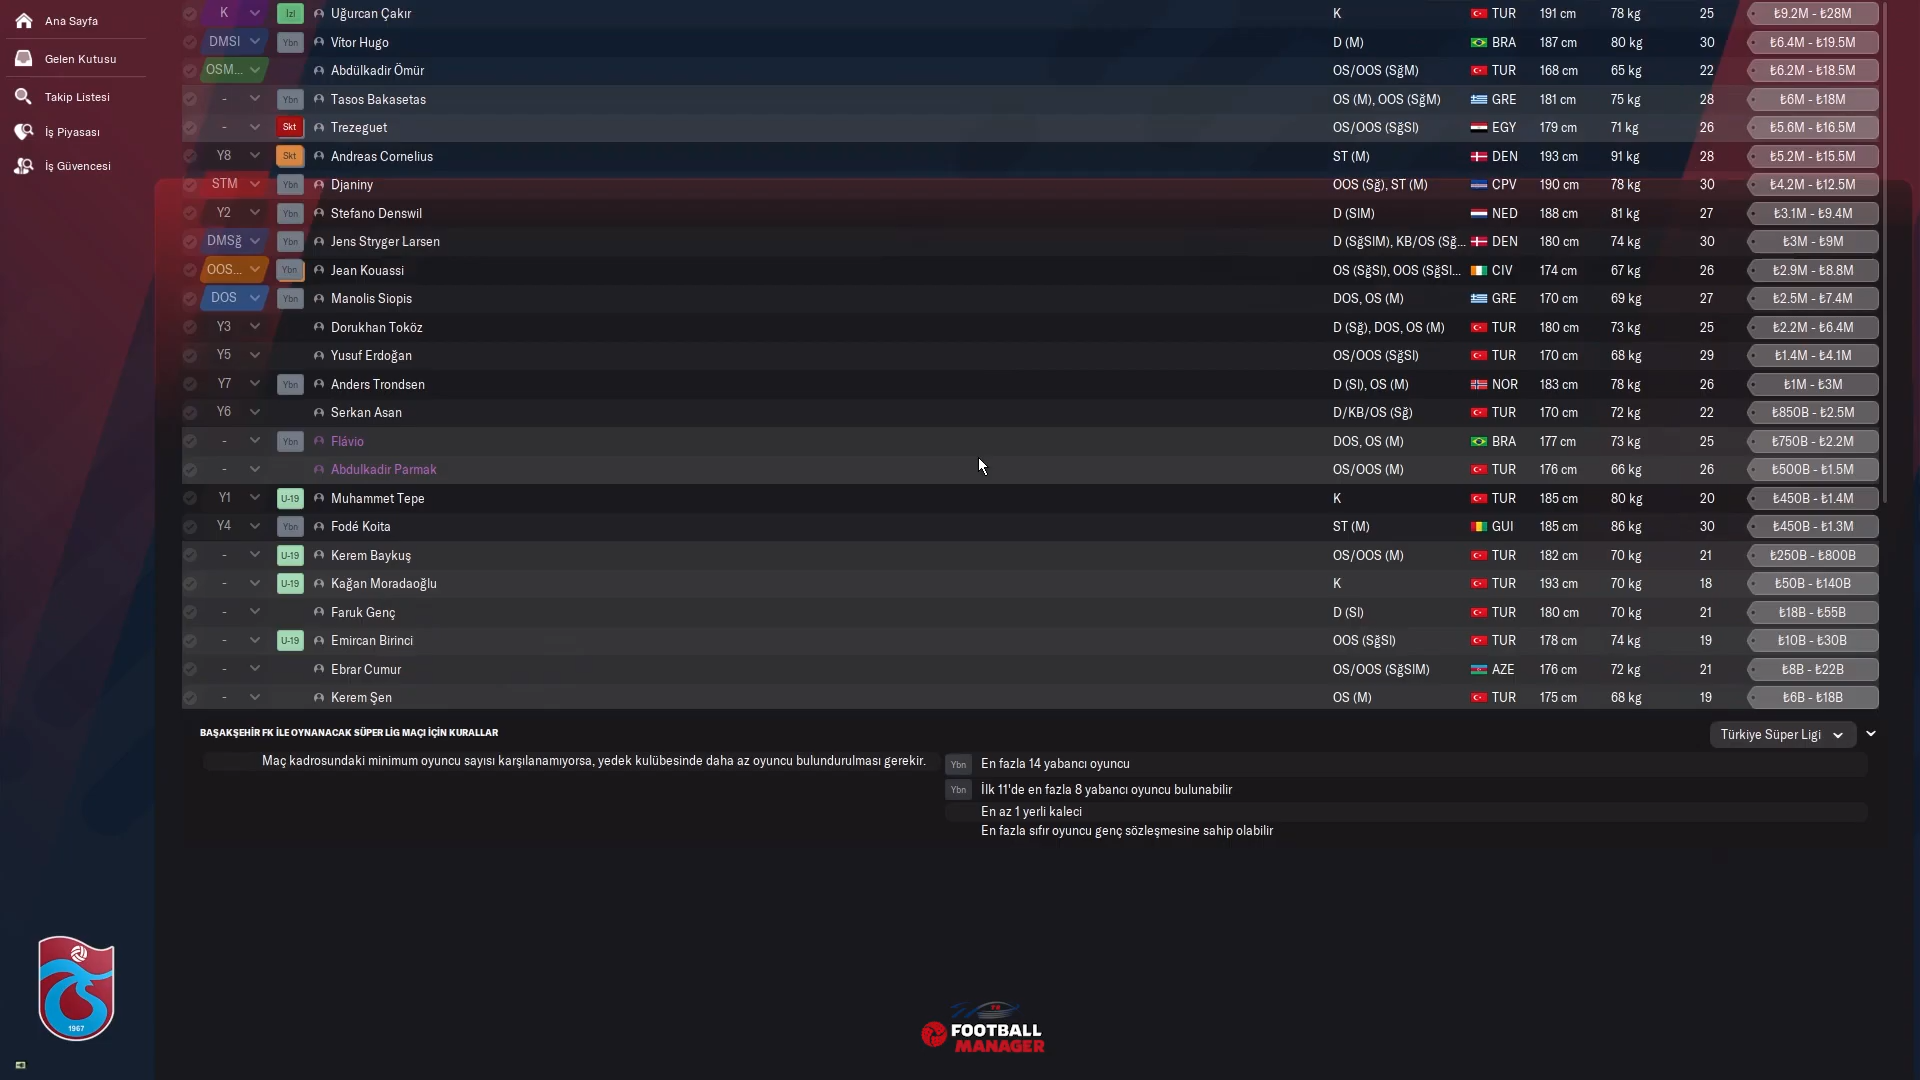 Ana Sayfa
Gelen Kutusu
Takip Listesi
İş Piyasası
İş Güvencesi
K İzl Uğurcan Çakır K TUR 191 cm 78 kg 25 ₺9.2M - ₺28M
DMSl Ybn Vítor Hugo D (M) BRA 187 cm 80 kg 30 ₺6.4M - ₺19.5M
OSM... Abdülkadir Ömür OS/OOS (SğM) TUR 168 cm 65 kg 22 ₺6.2M - ₺18.5M
- Ybn Tasos Bakasetas OS (M), OOS (SğM) GRE 181 cm 75 kg 28 ₺6M - ₺18M
- Skt Trezeguet OS/OOS (SğSl) EGY 179 cm 71 kg 26 ₺5.6M - ₺16.5M
Y8 Skt Andreas Cornelius ST (M) DEN 193 cm 91 kg 28 ₺5.2M - ₺15.5M
STM Ybn Djaniny OOS (Sğ), ST (M) CPV 190 cm 78 kg 30 ₺4.2M - ₺12.5M
Y2 Ybn Stefano Denswil D (SlM) NED 188 cm 81 kg 27 ₺3.1M - ₺9.4M
DMSğ Ybn Jens Stryger Larsen D (SğSlM), KB/OS (Sğ... DEN 180 cm 74 kg 30 ₺3M - ₺9M
OOS... Ybn Jean Kouassi OS (SğSl), OOS (SğSl... CIV 174 cm 67 kg 26 ₺2.9M - ₺8.8M
DOS Ybn Manolis Siopis DOS, OS (M) GRE 170 cm 69 kg 27 ₺2.5M - ₺7.4M
Y3 Dorukhan Toköz D (Sğ), DOS, OS (M) TUR 180 cm 73 kg 25 ₺2.2M - ₺6.4M
Y5 Yusuf Erdoğan OS/OOS (SğSl) TUR 170 cm 68 kg 29 ₺1.4M - ₺4.1M
Y7 Ybn Anders Trondsen D (Sl), OS (M) NOR 183 cm 78 kg 26 ₺1M - ₺3M
Y6 Serkan Asan D/KB/OS (Sğ) TUR 170 cm 72 kg 22 ₺850B - ₺2.5M
- Ybn Flávio DOS, OS (M) BRA 177 cm 73 kg 25 ₺750B - ₺2.2M
- Abdulkadir Parmak OS/OOS (M) TUR 176 cm 66 kg 26 ₺500B - ₺1.5M
Y1 U-19 Muhammet Tepe K TUR 185 cm 80 kg 20 ₺450B - ₺1.4M
Y4 Ybn Fodé Koita ST (M) GUI 185 cm 86 kg 30 ₺450B - ₺1.3M
- U-19 Kerem Baykuş OS/OOS (M) TUR 182 cm 70 kg 21 ₺250B - ₺800B
- U-19 Kağan Moradaoğlu K TUR 193 cm 70 kg 18 ₺50B - ₺140B
- Faruk Genç D (Sl) TUR 180 cm 70 kg 21 ₺18B - ₺55B
- U-19 Emircan Birinci OOS (SğSl) TUR 178 cm 74 kg 19 ₺10B - ₺30B
- Ebrar Cumur OS/OOS (SğSlM) AZE 176 cm 72 kg 21 ₺8B - ₺22B
- Kerem Şen OS (M) TUR 175 cm 68 kg 19 ₺6B - ₺18B
BAŞAKŞEHİR FK İLE OYNANACAK SÜPER LİG MAÇI İÇİN KURALLAR
Türkiye Süper Ligi
Maç kadrosundaki minimum oyuncu sayısı karşılanamıyorsa, yedek kulübesinde daha az oyuncu bulundurulması gerekir.
Ybn En fazla 14 yabancı oyuncu
Ybn İlk 11'de en fazla 8 yabancı oyuncu bulunabilir
En az 1 yerli kaleci
En fazla sıfır oyuncu genç sözleşmesine sahip olabilir
1967
FOOTBALL
MANAGER